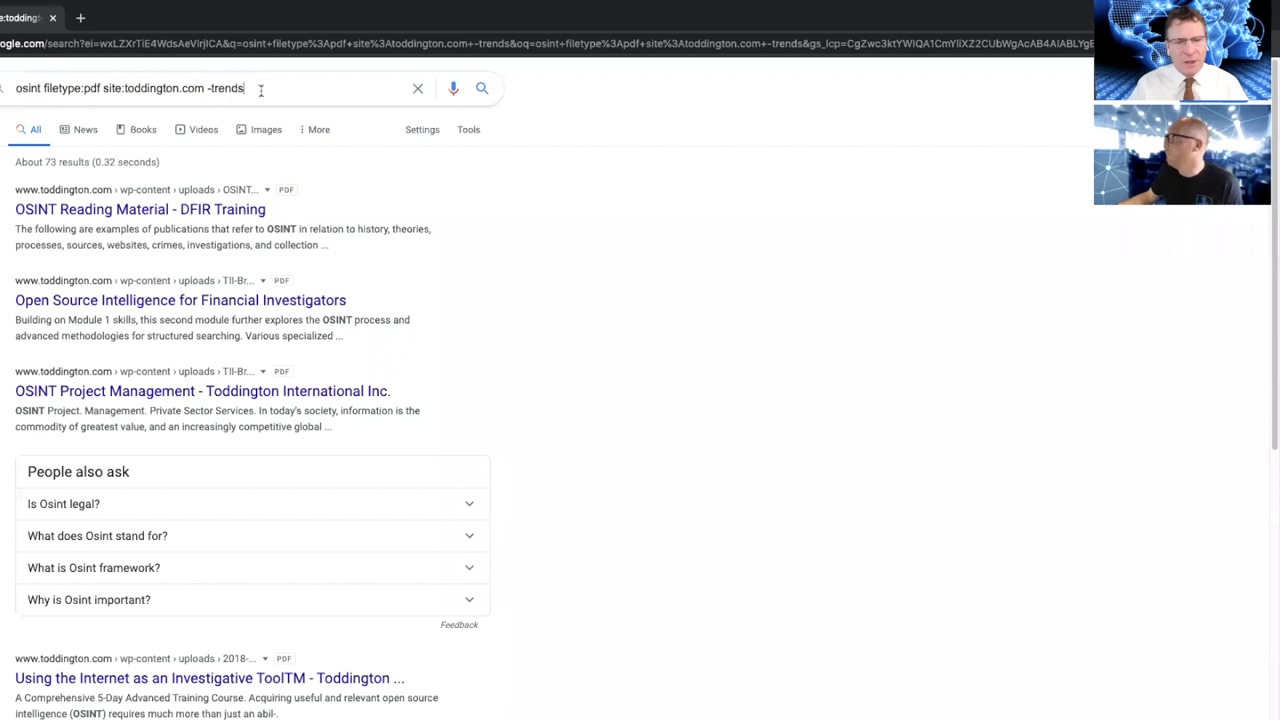 e:toddingt
ogle.com/search?ei=wxLZXrTiE4WdsAeVlrjICA&q=osint+filetype%3Apdf+site%3Atoddington.com+-trends&oq=osint+filetype%3Apdf+site%3Atoddington.com+-trends&gs_lcp=
osint filetype:pdf site:toddington.com -trends
All News Books Videos Images More Settings Tools
About 73 results (0.32 seconds)
www.toddington.com › wp-content › uploads › OSINT... PDF
OSINT Reading Material - DFIR Training
The following are examples of publications that refer to OSINT in relation to history, theories,
processes, sources, websites, crimes, investigations, and collection ...
www.toddington.com › wp-content › uploads › TII-Br... PDF
Open Source Intelligence for Financial Investigators
Building on Module 1 skills, this second module further explores the OSINT process and
advanced methodologies for structured searching. Various specialized ...
www.toddington.com › wp-content › uploads › TII-Br... PDF
OSINT Project Management - Toddington International Inc.
OSINT Project. Management. Private Sector Services. In today's society, information is the
commodity of greatest value, and an increasingly competitive global ...
People also ask
Is Osint legal?
What does Osint stand for?
What is Osint framework?
Why is Osint important?
Feedback
www.toddington.com › wp-content › uploads › 2018-... PDF
Using the Internet as an Investigative ToolTM - Toddington ...
A Comprehensive 5-Day Advanced Training Course. Acquiring useful and relevant open source
intelligence (OSINT) requires much more than just an abil-.